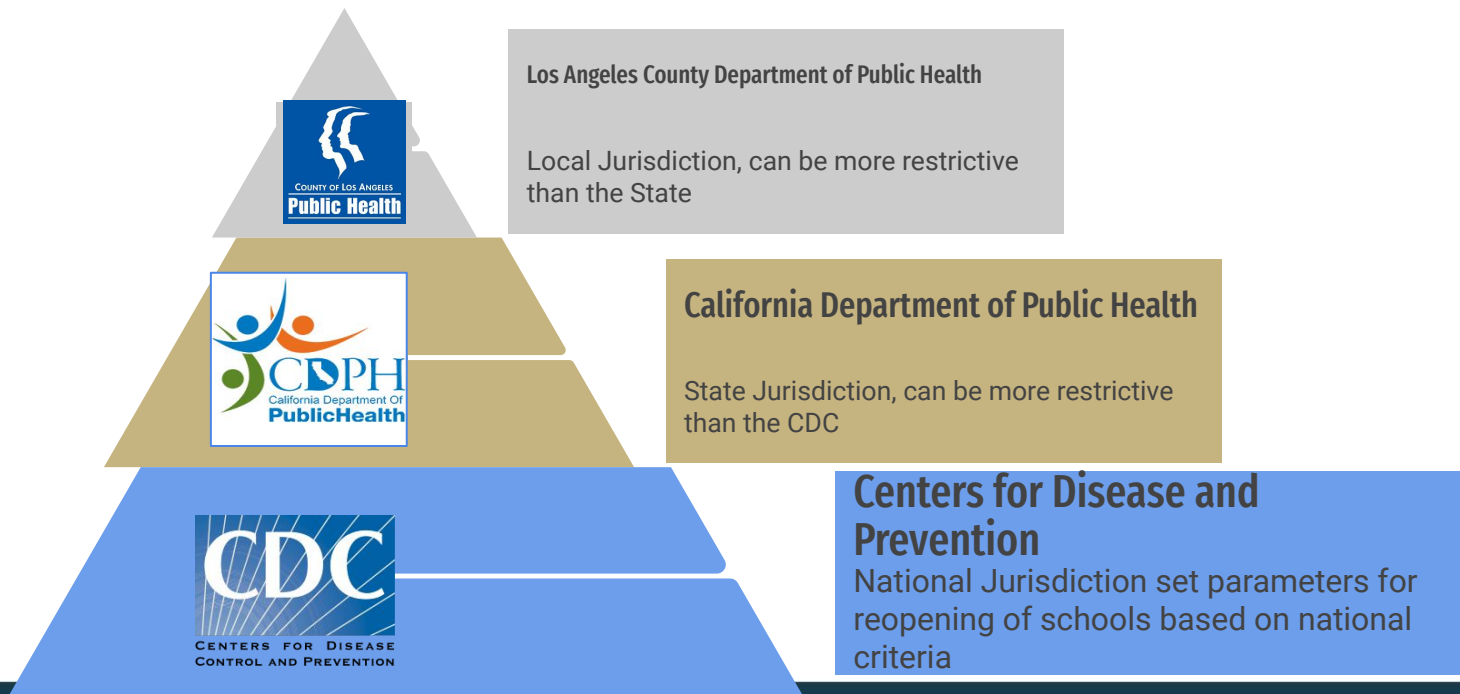 Los Angeles County Department of Public Health
Local Jurisdiction, can be more restrictive
than the State
COUNTY OF LOS ANGELES
Public Health
California Department of Public Health
State Jurisdiction, can be more restrictive
than the CDC
CDPH
California Department Of
PublicHealth
Centers for Disease and
Prevention
National Jurisdiction set parameters for
reopening of schools based on national
criteria
CDC
CENTERS FOR DISEASE
CONTROL AND PREVENTION